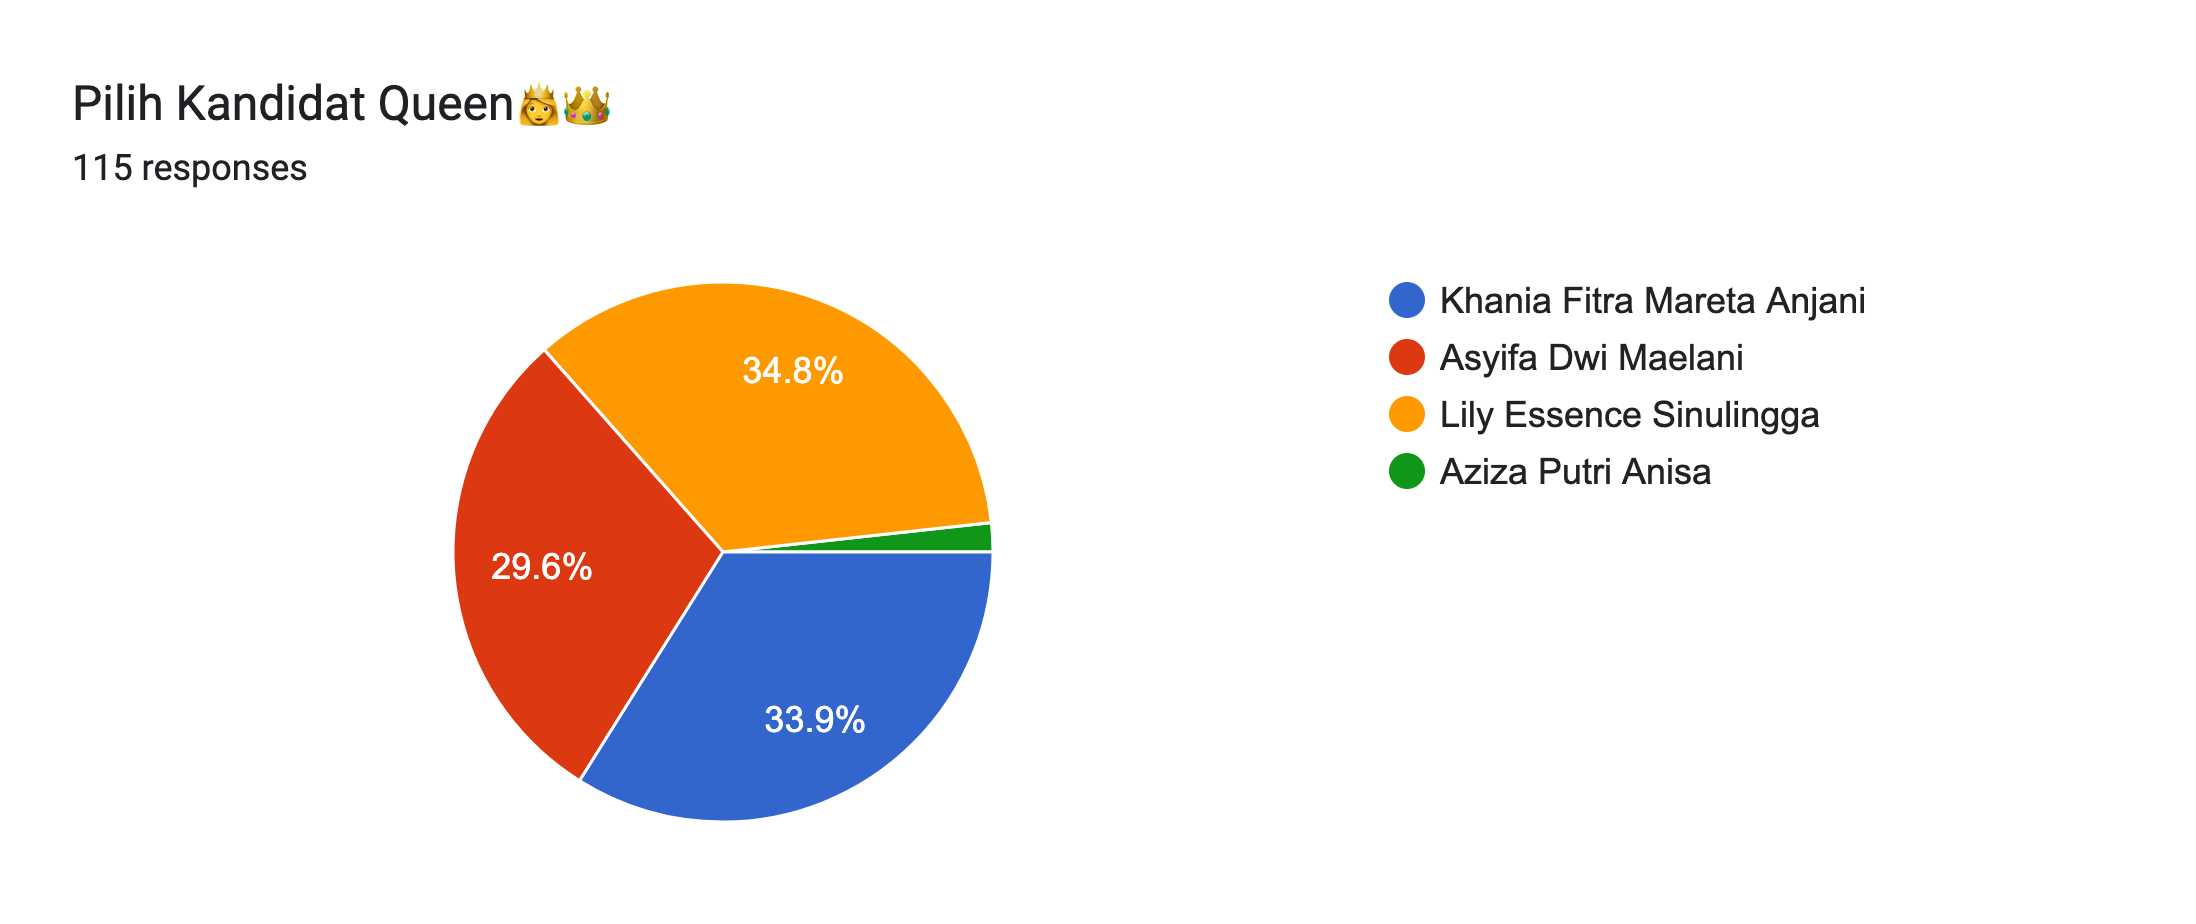 Pilih Kandidat Queen👸👑
115 responses
34.8%
29.6%
33.9%
Khania Fitra Mareta Anjani
Asyifa Dwi Maelani
Lily Essence Sinulingga
Aziza Putri Anisa